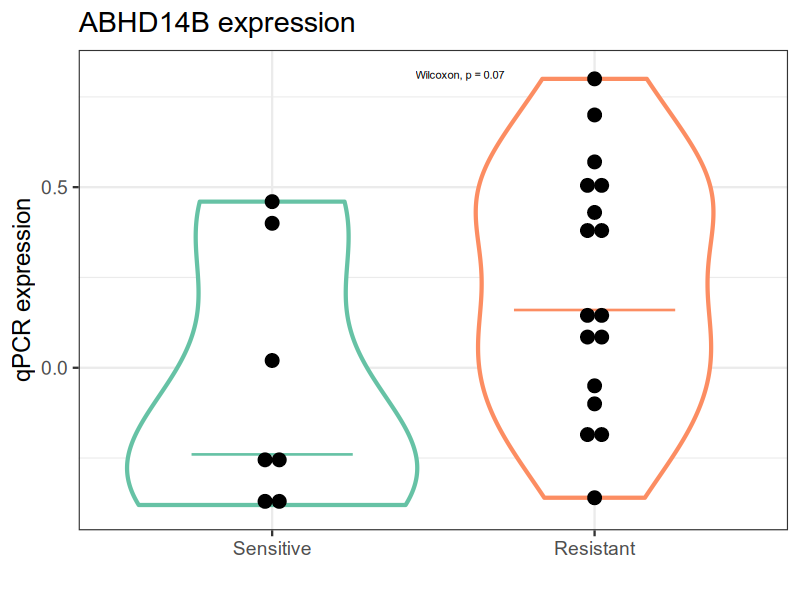 ABHD14B expression
Wilcoxon, p = 0.07
0.5
0.0
qPCR expression
Sensitive
Resistant